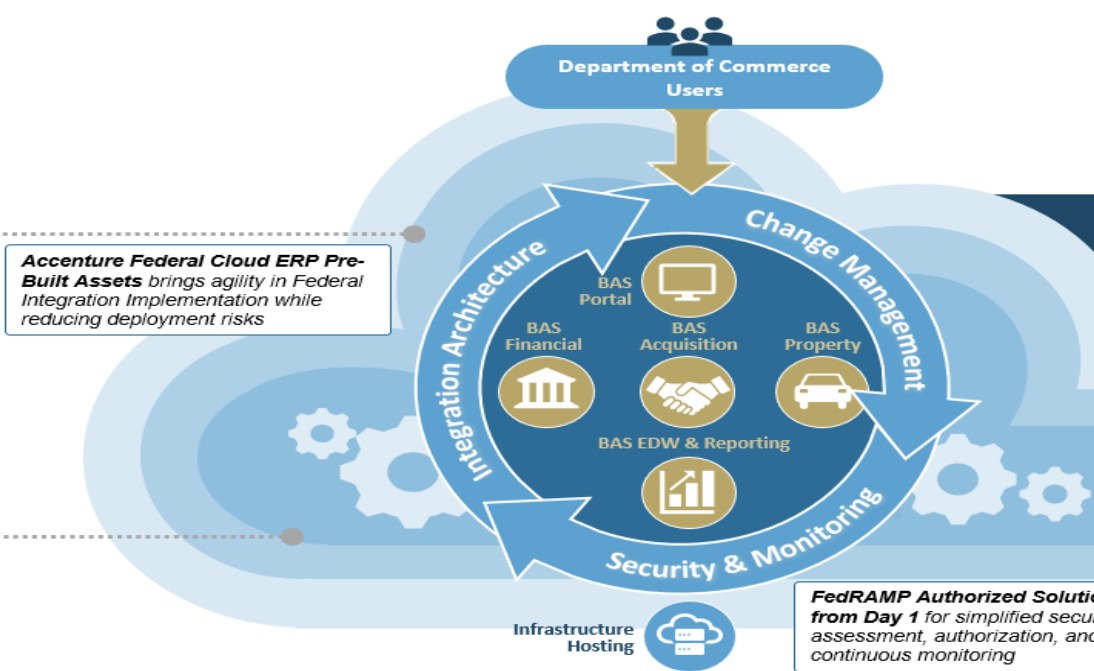 Department of Commerce
Users
Change Management
Integration Architecture
Accenture Federal Cloud ERP Pre-
Built Assets brings agility in Federal
Integration Implementation while
reducing deployment risks
BAS
Portal
BAS
Financial
BAS
Acquisition
BAS
Property
BAS EDW & Reporting
Security & Monitoring
Infrastructure
Hosting
FedRAMP Authorized Solutio
from Day 1 for simplified secu
assessment, authorization, and
continuous monitoring